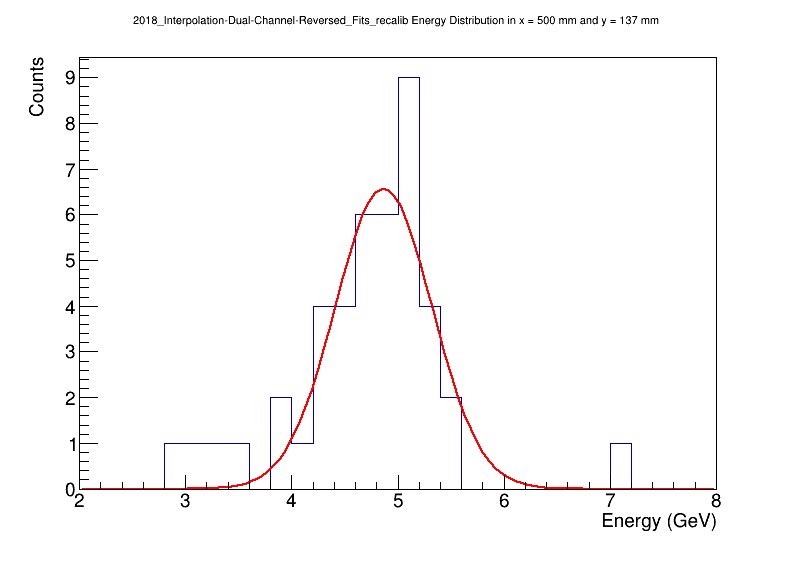 2018_Interpolation-Dual-Channel-Reversed_Fits_recalib Energy Distribution in x = 500 mm and y = 137 mm
Counts
9
8
7
6
5
4
3
2
1
0
2 3 4 5 6 7 8
Energy (GeV)